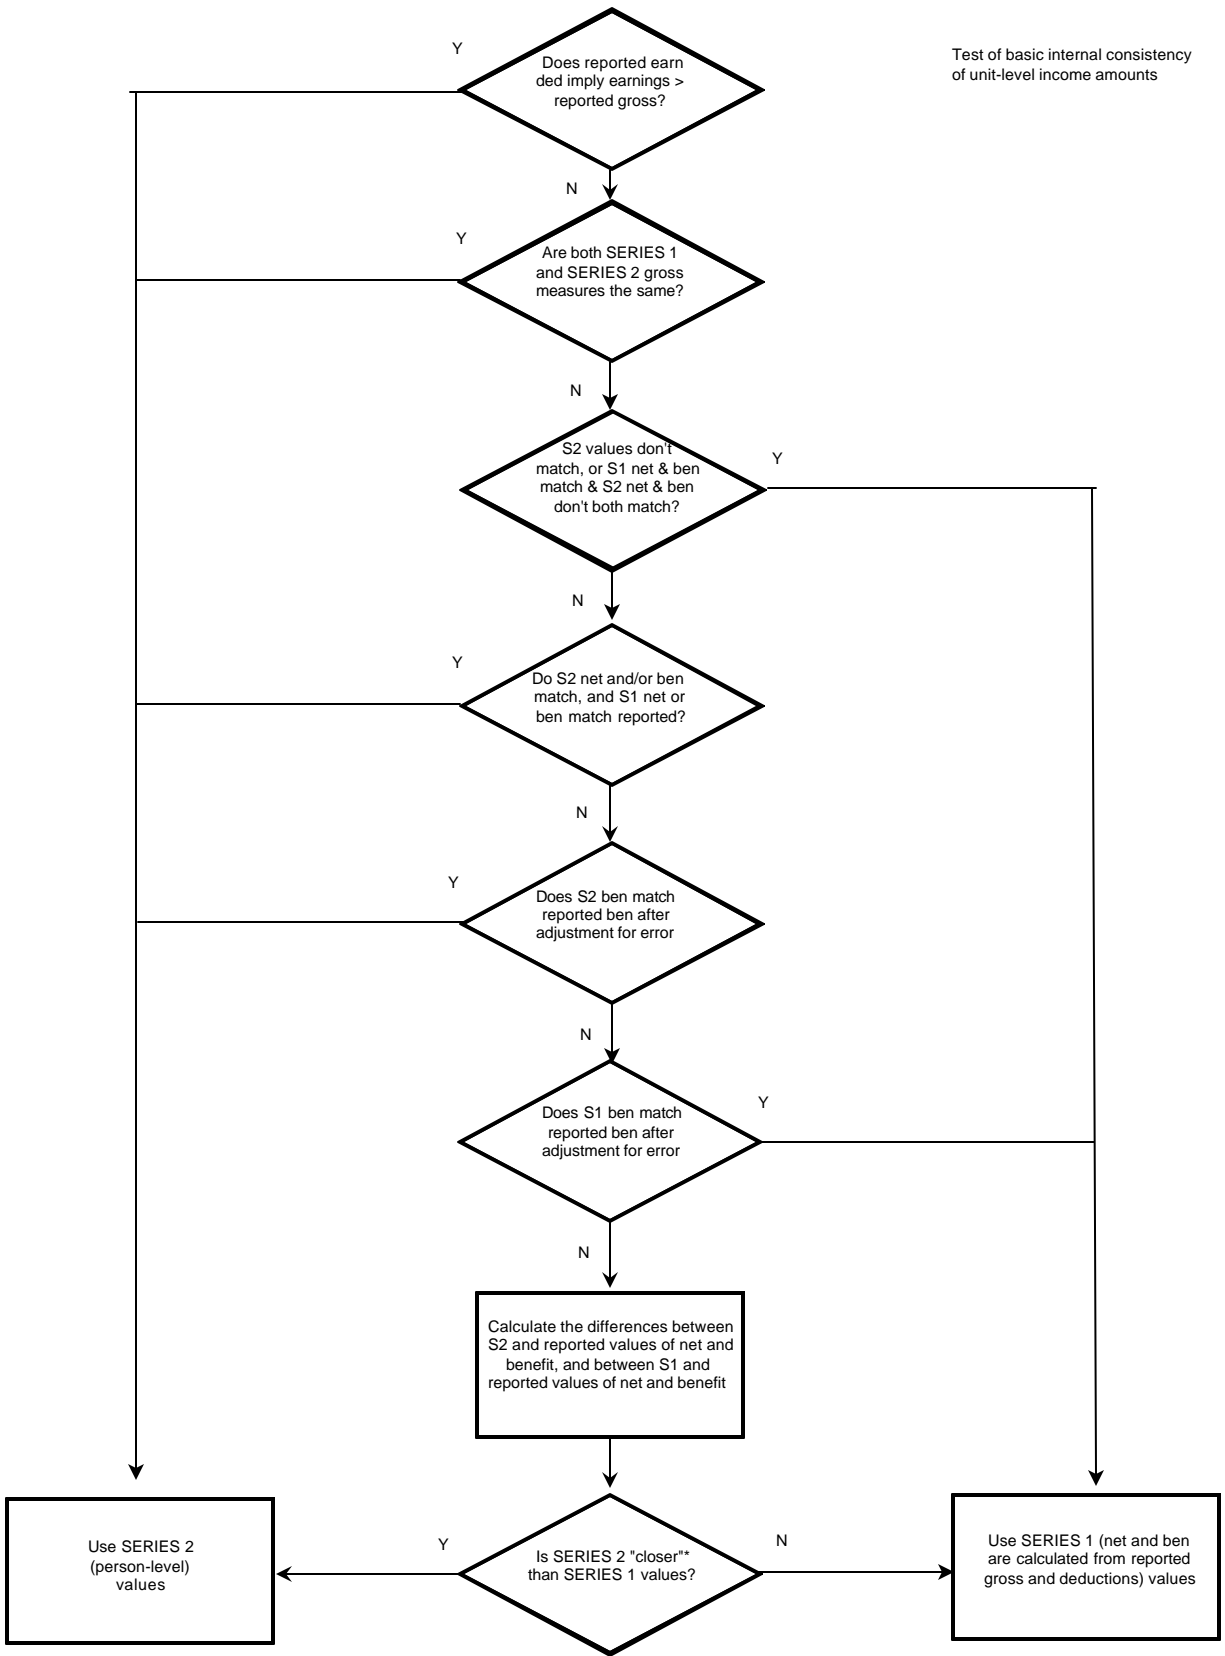 Y
Does reported earn
ded imply earnings >
reported gross?
Test of basic internal consistency
of unit-level income amounts
N
Y
Are both SERIES 1
and SERIES 2 gross
measures the same?
N
S2 values don't
match, or S1 net & ben
match & S2 net & ben
don't both match?
Y
N
Y
Do S2 net and/or ben
match, and S1 net or
ben match reported?
N
Y
Does S2 ben match
reported ben after
adjustment for error
N
Does S1 ben match
reported ben after
adjustment for error
Y
N
Calculate the differences between
S2 and reported values of net and
benefit, and between S1 and
reported values of net and benefit
Use SERIES 2
(person-level)
values
Y
Is SERIES 2 "closer"*
than SERIES 1 values?
N
Use SERIES 1 (net and ben
are calculated from reported
gross and deductions) values